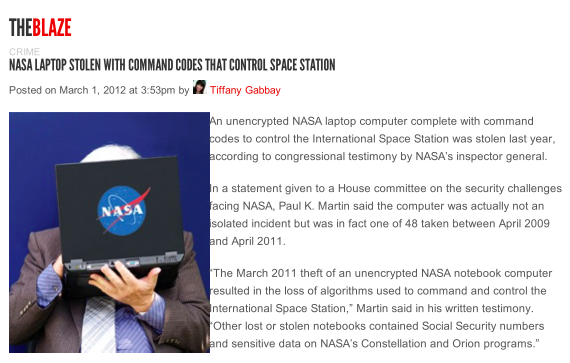 THEBLAZE
CRIME
NASA LAPTOP STOLEN WITH COMMAND CODES THAT CONTROL SPACE STATION
Posted on March 1, 2012 at 3:53pm by Tiffany Gabbay
An unencrypted NASA laptop computer complete with command
codes to control the International Space Station was stolen last year,
according to congressional testimony by NASA's inspector general.
In a statement given to a House committee on the security challenges
facing NASA, Paul K. Martin said the computer was actually not an
isolated incident but was in fact one of 48 taken between April 2009
and April 2011.
“The March 2011 theft of an unencrypted NASA notebook computer
resulted in the loss of algorithms used to command and control the
International Space Station,” Martin said in his written testimony.
“Other lost or stolen notebooks contained Social Security numbers
and sensitive data on NASA's Constellation and Orion programs.”
NASA